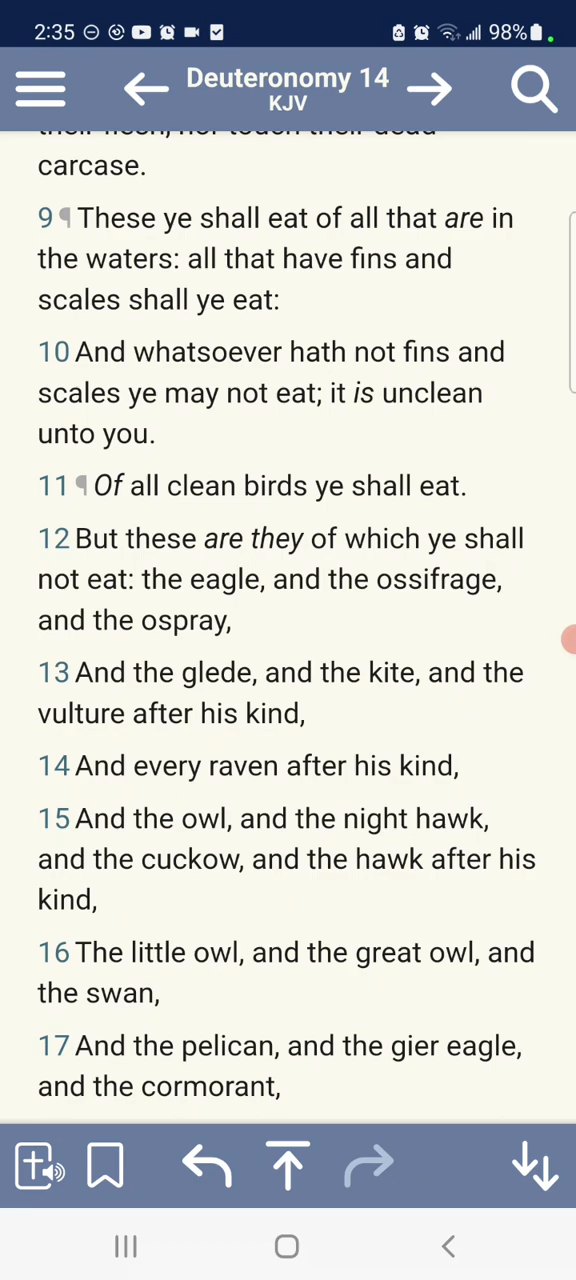 2:35 98%
Deuteronomy 14
KJV
their flesh, nor touch their dead
carcase.
9 ¶ These ye shall eat of all that are in
the waters: all that have fins and
scales shall ye eat:
10 And whatsoever hath not fins and
scales ye may not eat; it is unclean
unto you.
11 ¶ Of all clean birds ye shall eat.
12 But these are they of which ye shall
not eat: the eagle, and the ossifrage,
and the ospray,
13 And the glede, and the kite, and the
vulture after his kind,
14 And every raven after his kind,
15 And the owl, and the night hawk,
and the cuckow, and the hawk after his
kind,
16 The little owl, and the great owl, and
the swan,
17 And the pelican, and the gier eagle,
and the cormorant,